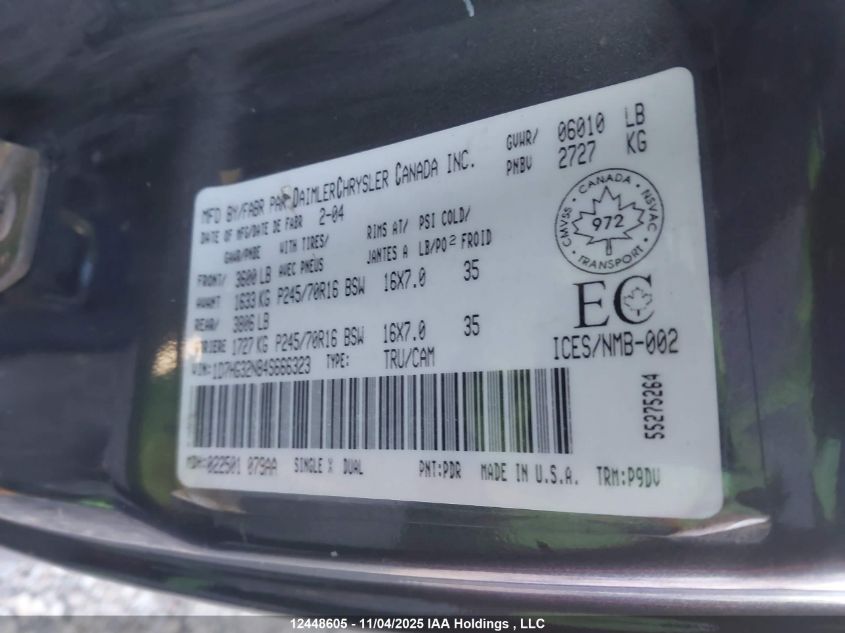 MFD BY/FABR PAR DAIMLERCHRYSLER CANADA INC.
DATE OF MFG/DATE DE FABR 2-04
GVWR/ 06010 LB
PNBV 2727 KG
GAWR/PNBE WITH TIRES/ RIMS AT/ PSI COLD/
AVEC PNEUS JANTES A LB/PO² FROID
FRONT/ 3600 LB
AVANT 1633 KG P245/70R16 BSW 16X7.0 35
REAR/ 3806 LB
1727 KG P245/70R16 BSW 16X7.0 35
VIN:1D7HG32N84S666323 TYPE: TRU/CAM
CMVSS CANADA NSVAC
972
TRANSPORT
EC
ICES/NMB-002
55275264
MDH:022501 079AA SINGLE X DUAL PNT:PDR MADE IN U.S.A. TRM:P9DV
12448605 - 11/04/2025 IAA Holdings , LLC